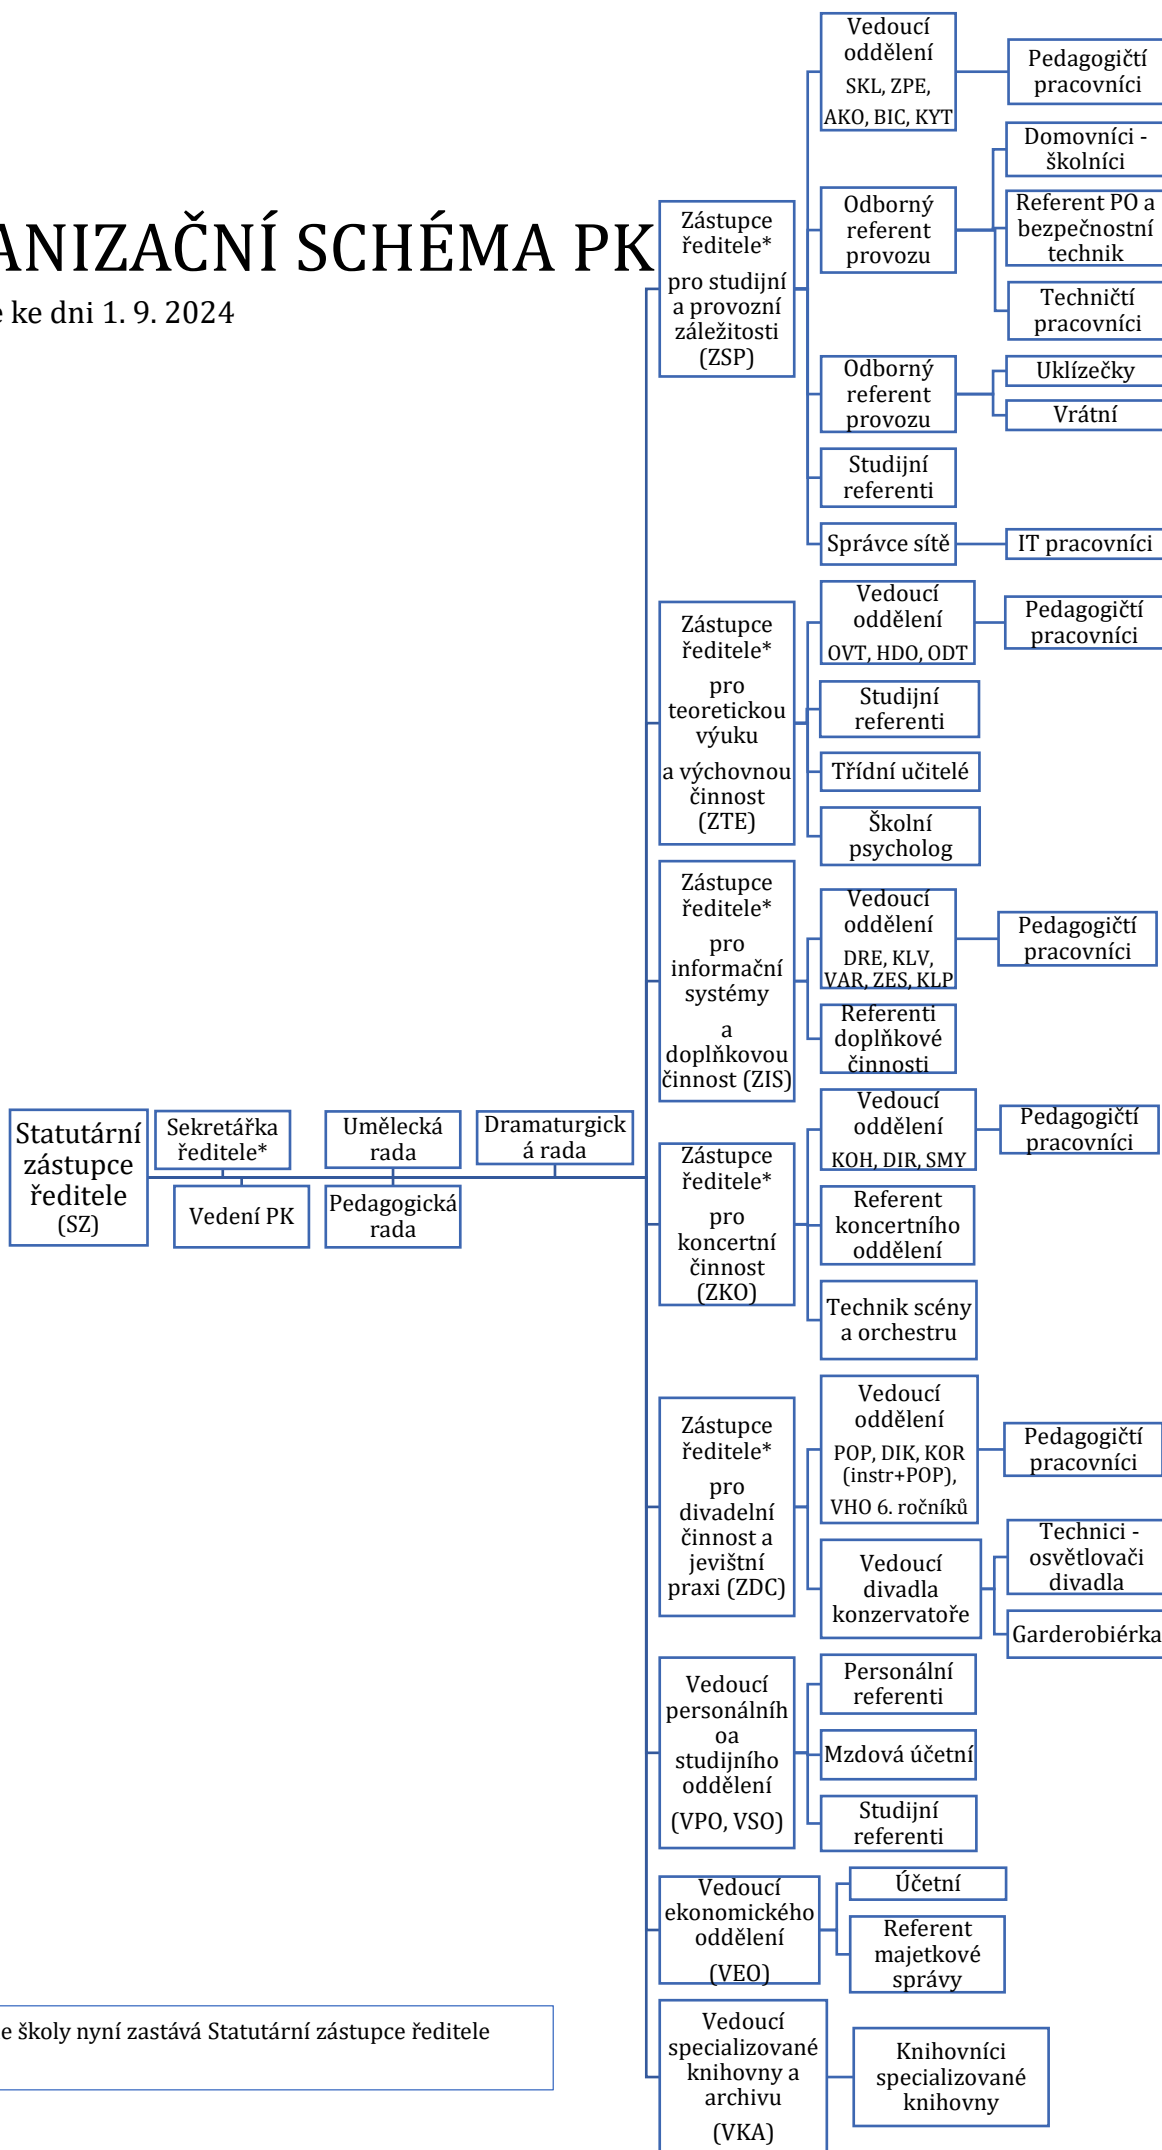 ANIZAČNÍ SCHÉMA PK
ke dni 1. 9. 2024
Statutární
zástupce
ředitele
(SZ)
Sekretářka
ředitele*
Vedení PK
Umělecká
rada
Pedagogická
rada
Dramaturgick
á rada
Zástupce
ředitele*
pro studijní
a provozní
záležitosti
(ZSP)
Vedoucí
oddělení
SKL, ZPE,
AKO, BIC, KYT
Pedagogičtí
pracovníci
Odborný
referent
provozu
Domovníci -
školníci
Referent PO a
bezpečnostní
technik
Techničtí
pracovníci
Odborný
referent
provozu
Uklízečky
Vrátní
Studijní
referenti
Správce sítě
IT pracovníci
Zástupce
ředitele*
pro
teoretickou
výuku
a výchovnou
činnost
(ZTE)
Vedoucí
oddělení
OVT, HDO, ODT
Pedagogičtí
pracovníci
Studijní
referenti
Třídní učitelé
Školní
psycholog
Zástupce
ředitele*
pro
informační
systémy
a
doplňkovou
činnost (ZIS)
Vedoucí
oddělení
DRE, KLV,
VAR, ZES, KLP
Pedagogičtí
pracovníci
Referenti
doplňkové
činnosti
Zástupce
ředitele*
pro
koncertní
činnost
(ZKO)
Vedoucí
oddělení
KOH, DIR, SMY
Pedagogičtí
pracovníci
Referent
koncertního
oddělení
Technik scény
a orchestru
Zástupce
ředitele*
pro
divadelní
činnost a
jevištní
praxi (ZDC)
Vedoucí
oddělení
POP, DIK, KOR
(instr+POP),
VHO 6. ročníků
Pedagogičtí
pracovníci
Vedoucí
divadla
konzervatoře
Technici -
osvětlovači
divadla
Garderobiérka
Vedoucí
personálníh
oa
studijního
oddělení
(VPO, VSO)
Personální
referenti
Mzdová účetní
Studijní
referenti
Vedoucí
ekonomického
oddělení
(VEO)
Účetní
Referent
majetkové
správy
Vedoucí
specializované
knihovny a
archivu
(VKA)
Knihovníci
specializované
knihovny
e školy nyní zastává Statutární zástupce ředitele